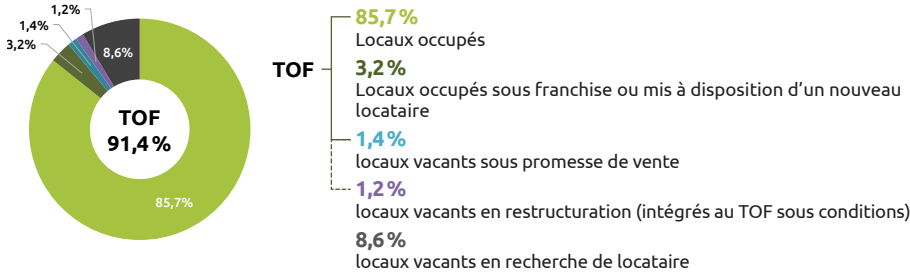 1,2%
1,4%
3,2%
8,6%
TOF
91,4 %
85,7%
TOF
85,7 %
Locaux occupés
3,2 %
Locaux occupés sous franchise ou mis à disposition d’un nouveau
locataire
1,4 %
locaux vacants sous promesse de vente
1,2 %
locaux vacants en restructuration (intégrés au TOF sous conditions)
8,6 %
locaux vacants en recherche de locataire